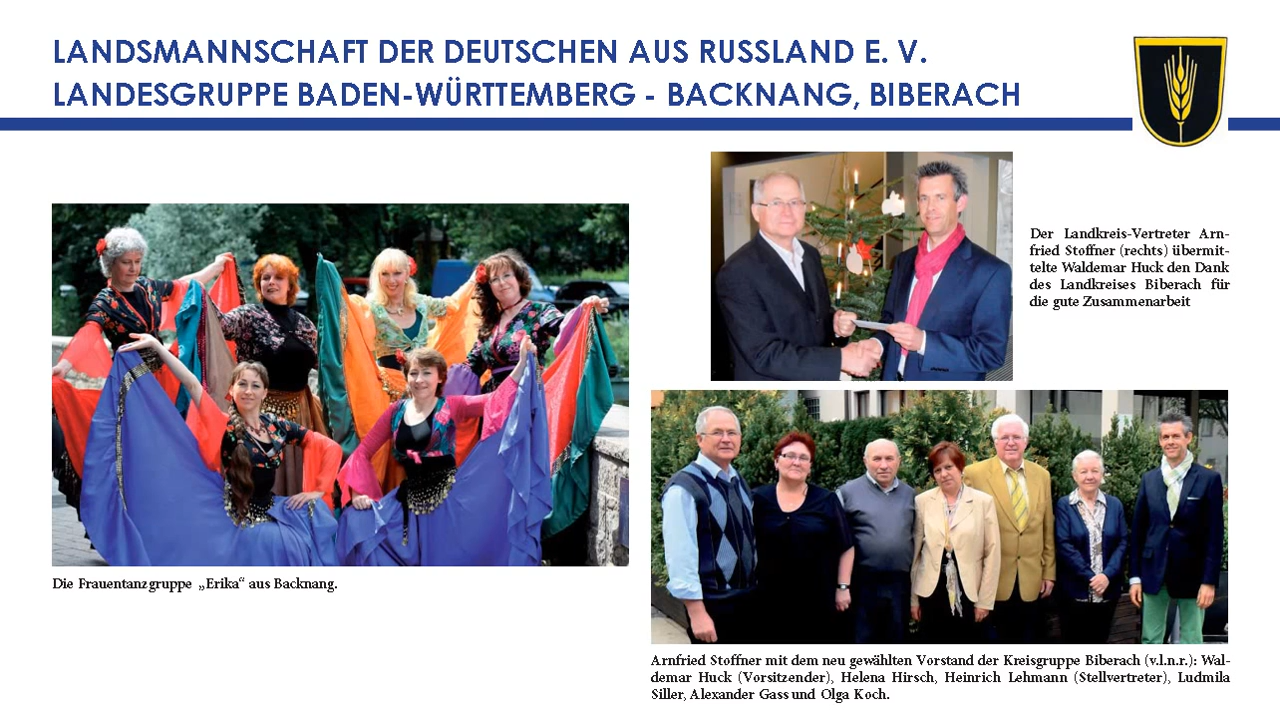 LANDSMANNSCHAFT DER DEUTSCHEN AUS RUSSLAND E. V.
LANDESGRUPPE BADEN-WÜRTTEMBERG - BACKNANG, BIBERACH
Der Landkreis-Vertreter Arn-
fried Stoffner (rechts) übermit-
telte Waldemar Huck den Dank
des Landkreises Biberach für
die gute Zusammenarbeit
Die Frauentanzgruppe „Erika“ aus Backnang.
Arnfried Stoffner mit dem neu gewählten Vorstand der Kreisgruppe Biberach (v.l.n.r.): Wal-
demar Huck (Vorsitzender), Helena Hirsch, Heinrich Lehmann (Stellvertreter), Ludmila
Siller, Alexander Gass und Olga Koch.